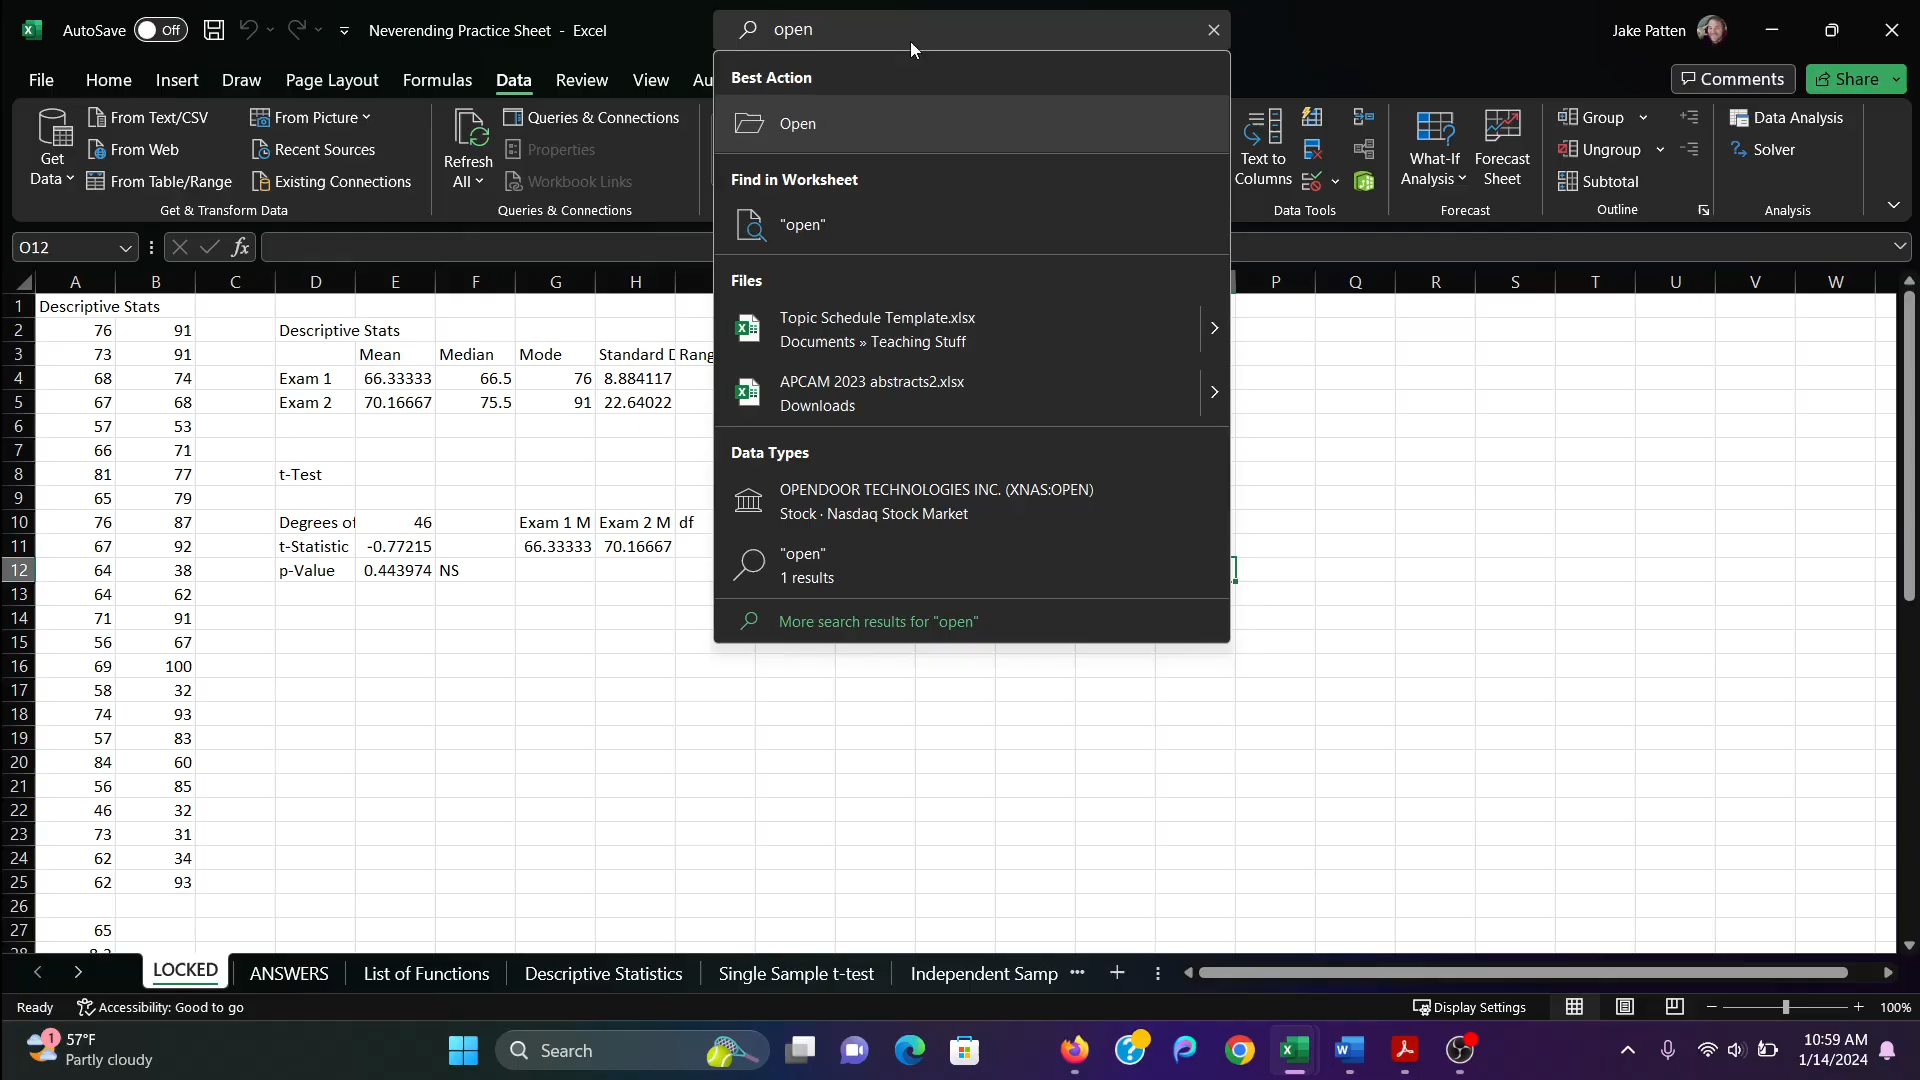 AutoSave Off Neverending Practice Sheet - Excel
open
Jake Patten
File Home Insert Draw Page Layout Formulas Data Review View Au
Comments Share
Get Data
From Text/CSV
From Web
From Table/Range
From Picture
Recent Sources
Existing Connections
Get & Transform Data
Refresh All
Queries & Connections
Properties
Workbook Links
Queries & Connections
Text to Columns
Data Tools
What-If Analysis
Forecast Sheet
Forecast
Group
Ungroup
Subtotal
Outline
Data Analysis
Solver
Analysis
Best Action
Open
Find in Worksheet
"open"
Files
Topic Schedule Template.xlsx
Documents » Teaching Stuff
APCAM 2023 abstracts2.xlsx
Downloads
Data Types
OPENDOOR TECHNOLOGIES INC. (XNAS:OPEN)
Stock · Nasdaq Stock Market
"open"
1 results
More search results for "open"
O12 fx
A B C D E F G H P Q R S T U V W
1 Descriptive Stats
2 76 91 Descriptive Stats
3 73 91 Mean Median Mode Standard D Rang
4 68 74 Exam 1 66.33333 66.5 76 8.884117
5 67 68 Exam 2 70.16667 75.5 91 22.64022
6 57 53
7 66 71
8 81 77 t-Test
9 65 79
10 76 87 Degrees of 46 Exam 1 M Exam 2 M df
11 67 92 t-Statistic -0.77215 66.33333 70.16667
12 64 38 p-Value 0.443974 NS
13 64 62
14 71 91
15 56 67
16 69 100
17 58 32
18 74 93
19 57 83
20 84 60
21 56 85
22 46 32
23 73 31
24 62 34
25 62 93
26
27 65
LOCKED ANSWERS List of Functions Descriptive Statistics Single Sample t-test Independent Samp ...
Ready Accessibility: Good to go Display Settings 100%
1 57°F
Partly cloudy
Search
10:59 AM
1/14/2024